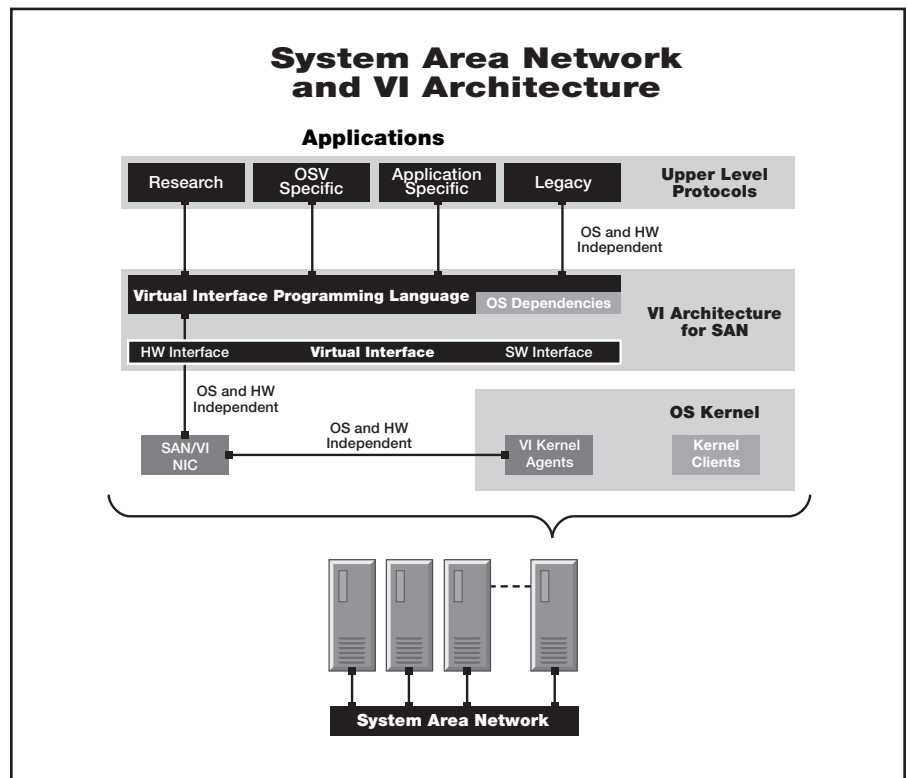 System Area Network
and VI Architecture
Applications
Research
OSV
Specific
Application
Specific
Legacy
Upper Level
Protocols
OS and HW
Independent
Virtual Interface Programming Language
OS Dependencies
VI Architecture
for SAN
HW Interface
Virtual Interface
SW Interface
OS and HW
Independent
OS and HW
Independent
OS Kernel
SAN/VI
NIC
VI Kernel
Agents
Kernel
Clients
System Area Network